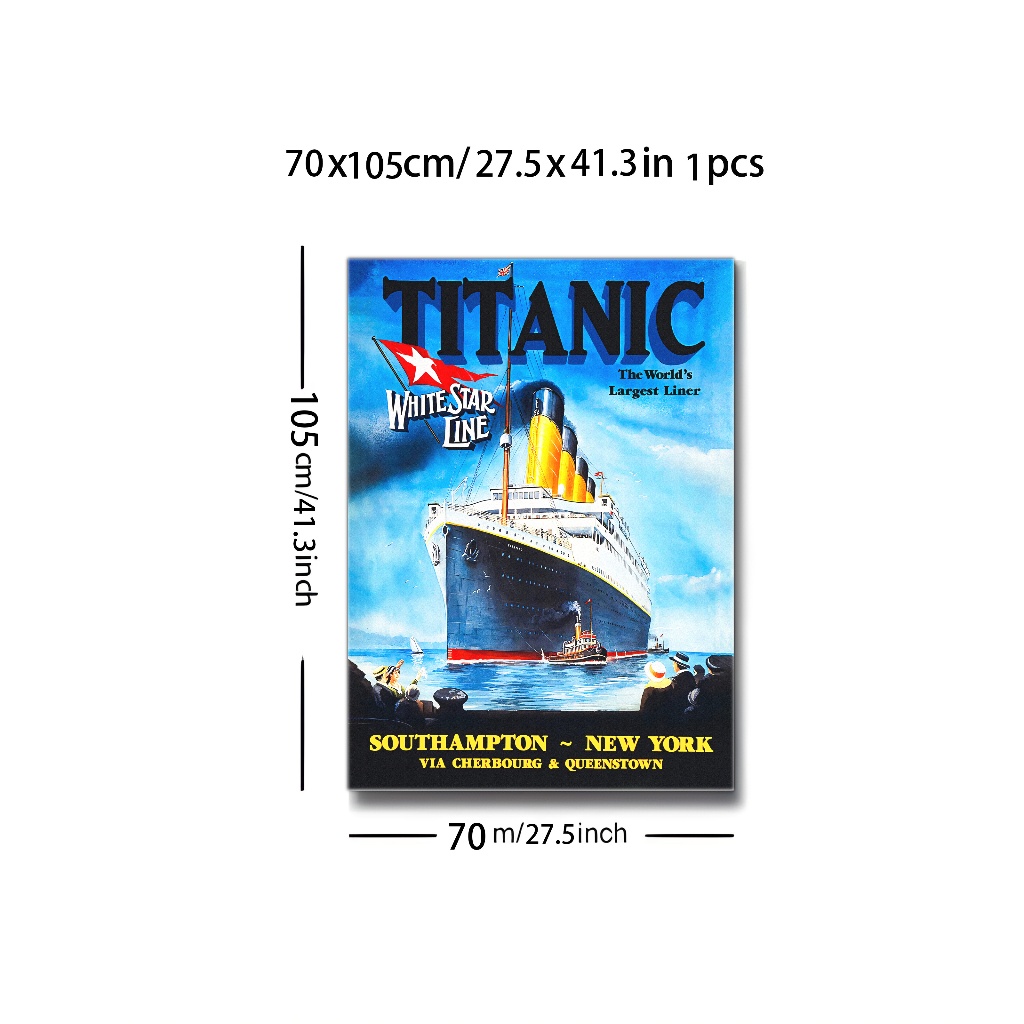 70x105cm/ 27.5x41.3in 1pcs
TITANIC
The World's
Largest Liner
WHITE STAR
LINE
105cm/41.3inch
SOUTHAMPTON ~ NEW YORK
VIA CHERBOURG & QUEENSTOWN
70 m/27.5inch